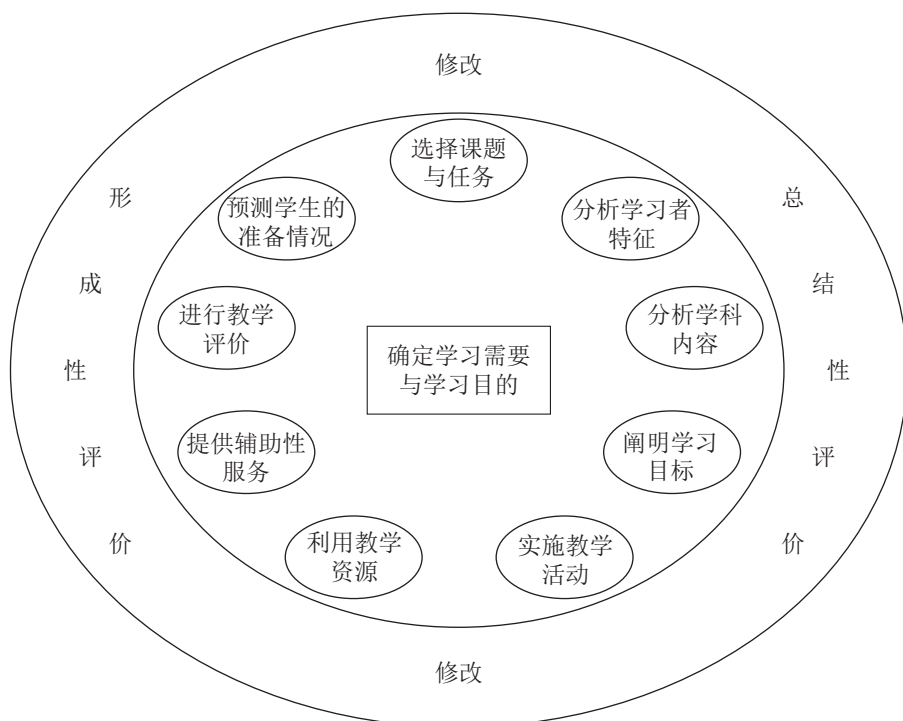 修改
形成性评价
总结性评价
选择课题
与任务
分析学习者
特征
分析学科
内容
阐明学习
目标
实施教学
活动
利用教学
资源
提供辅助性
服务
进行教学
评价
预测学生的
准备情况
确定学习需要
与学习目的
修改